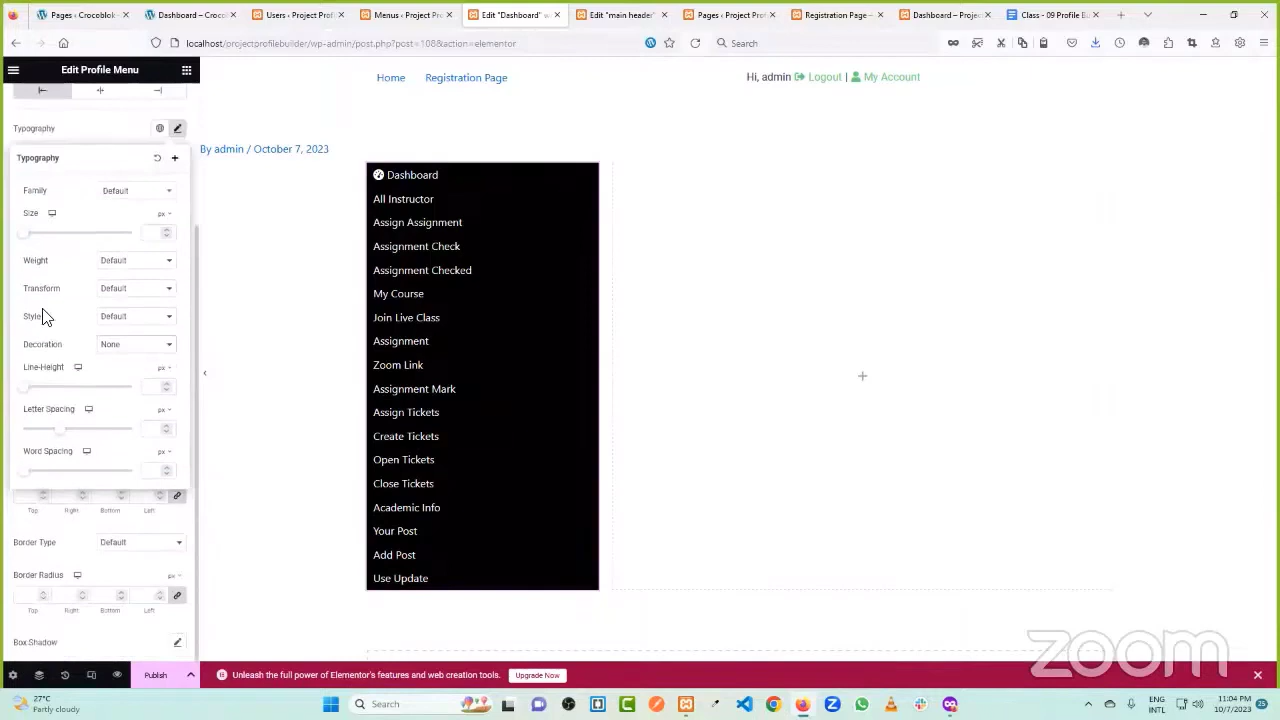 Edit "Dashboard" w
Edit "main header
Pages ‹ Project Prof
Registration Page –
Dashboard – Project
Class - 09 Profile Bu
Dashboard ‹ Counc
Users ‹ Project Profi
Pages ‹ Project Prof
Menus ‹ Project Pro
localhost/projectprofilebuilder/wp-admin/post.php?post=108&action=elementor
Search
Edit Profile Menu
Home
Registration Page
Hi, admin Logout | My Account
Typography
By admin / October 7, 2023
Typography
Family
Default
Size
px
Weight
Default
Transform
Default
Style
Default
Decoration
None
Line-Height
px
Letter Spacing
px
Word Spacing
px
Top
Right
Bottom
Left
Border Type
Default
Border Radius
px
Top
Right
Bottom
Left
Box Shadow
Dashboard
All Instructor
Assign Assignment
Assignment Check
Assignment Checked
My Course
Join Live Class
Assignment
Zoom Link
Assignment Mark
Assign Tickets
Create Tickets
Open Tickets
Close Tickets
Academic Info
Your Post
Add Post
Use Update
zoom
Publish
Unleash the full power of Elementor's features and web creation tools.
Upgrade Now
27°C
Partly cloudy
Search
ENG
INTL
11:04 PM
10/7/2023